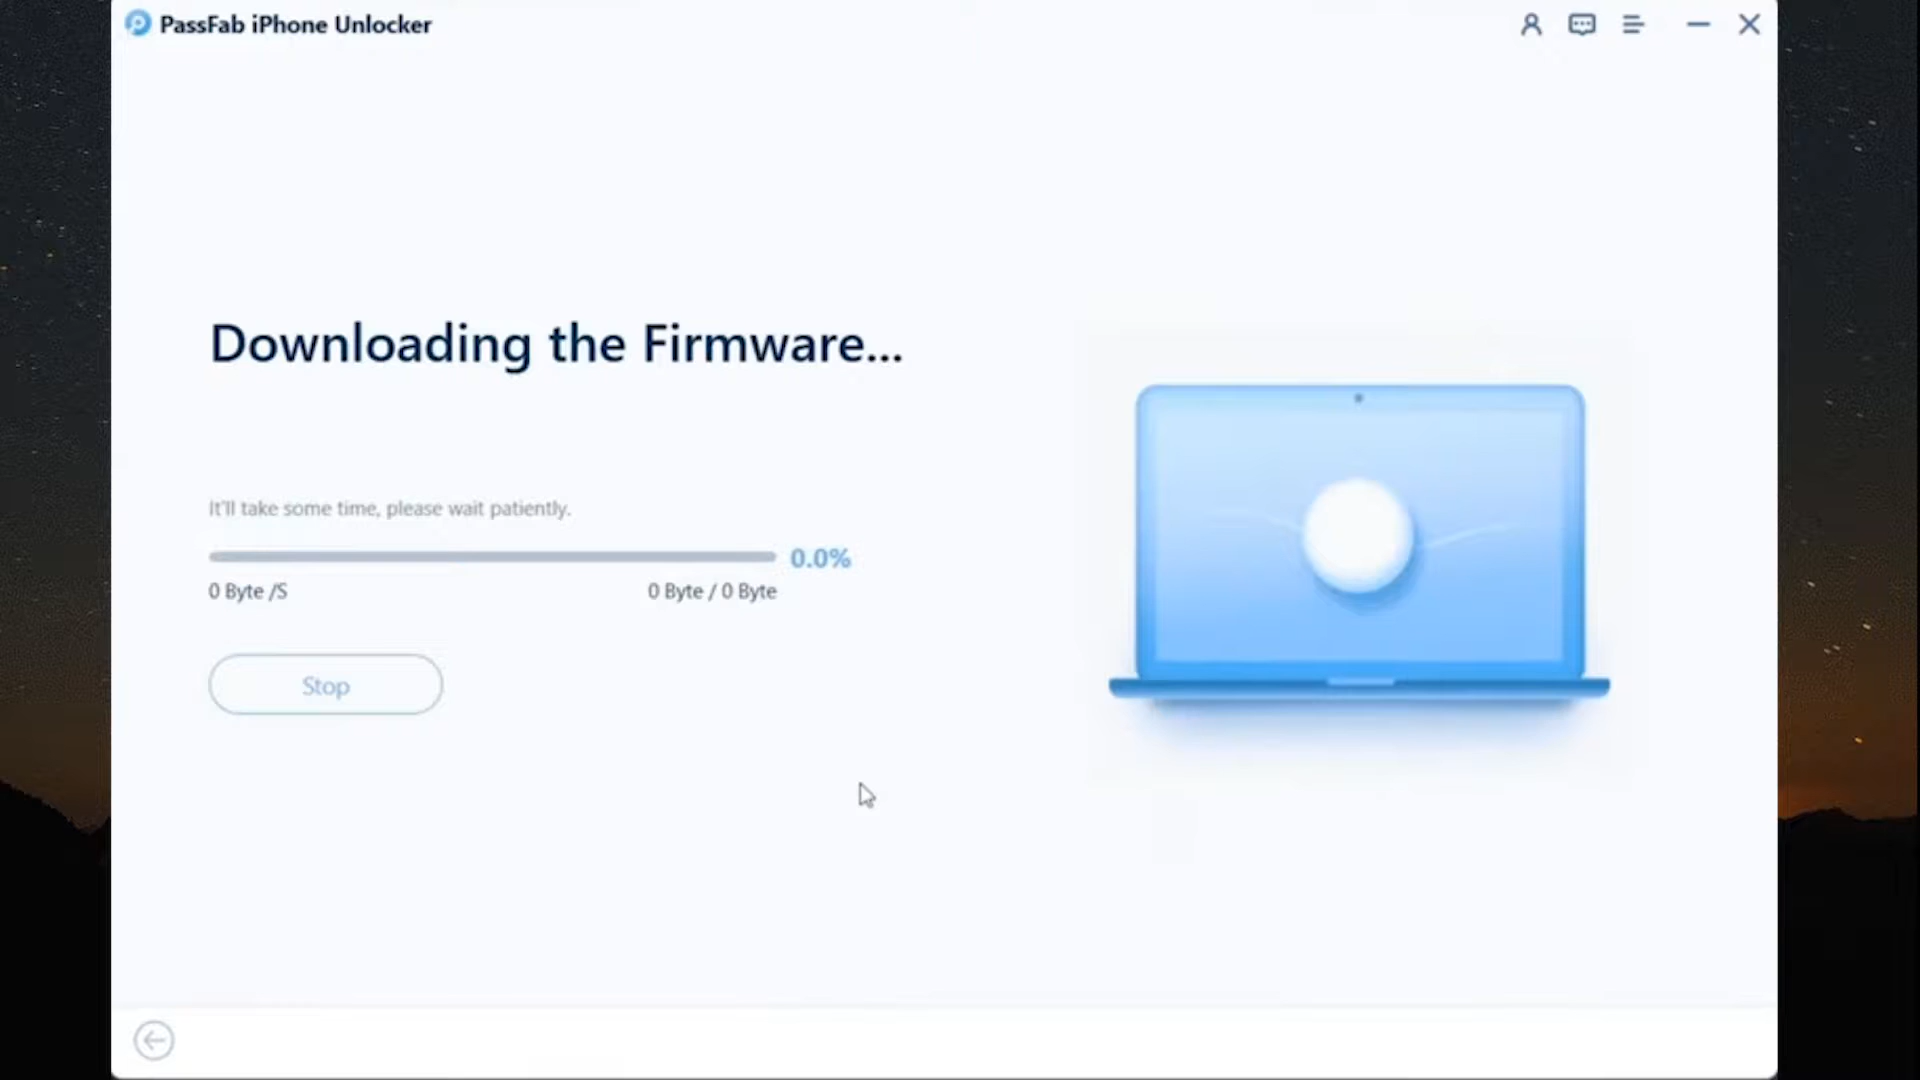 PassFab iPhone Unlocker
Downloading the Firmware...
It'll take some time, please wait patiently.
0.0%
0 Byte /S
0 Byte / 0 Byte
Stop